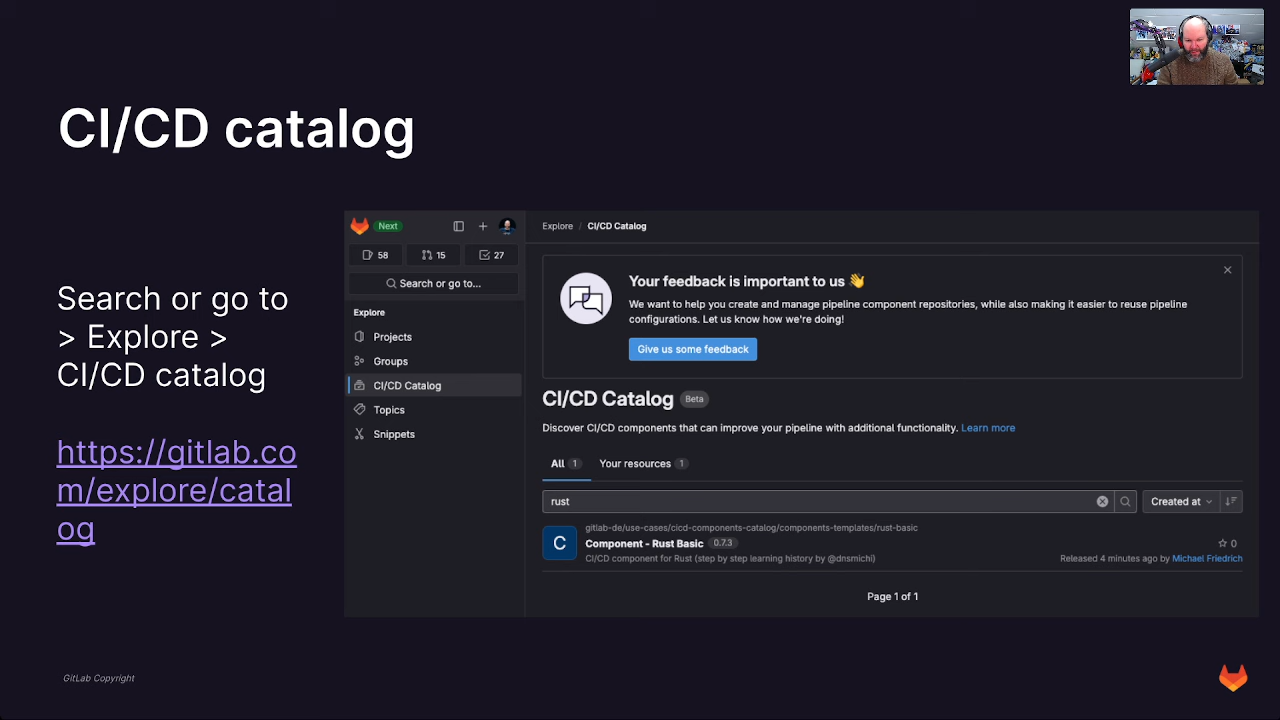 CI/CD catalog
Search or go to
> Explore >
CI/CD catalog
https://gitlab.co
m/explore/catal
og
Next
58
15
27
Search or go to...
Explore
Projects
Groups
CI/CD Catalog
Topics
Snippets
Explore / CI/CD Catalog
Your feedback is important to us 👋
We want to help you create and manage pipeline component repositories, while also making it easier to reuse pipeline
configurations. Let us know how we're doing!
Give us some feedback
CI/CD Catalog Beta
Discover CI/CD components that can improve your pipeline with additional functionality. Learn more
All 1 Your resources 1
rust
Created at
gitlab-de/use-cases/cicd-components-catalog/components-templates/rust-basic
C
Component - Rust Basic 0.7.3
0
CI/CD component for Rust (step by step learning history by @dnsmichi)
Released 4 minutes ago by Michael Friedrich
Page 1 of 1
GitLab Copyright